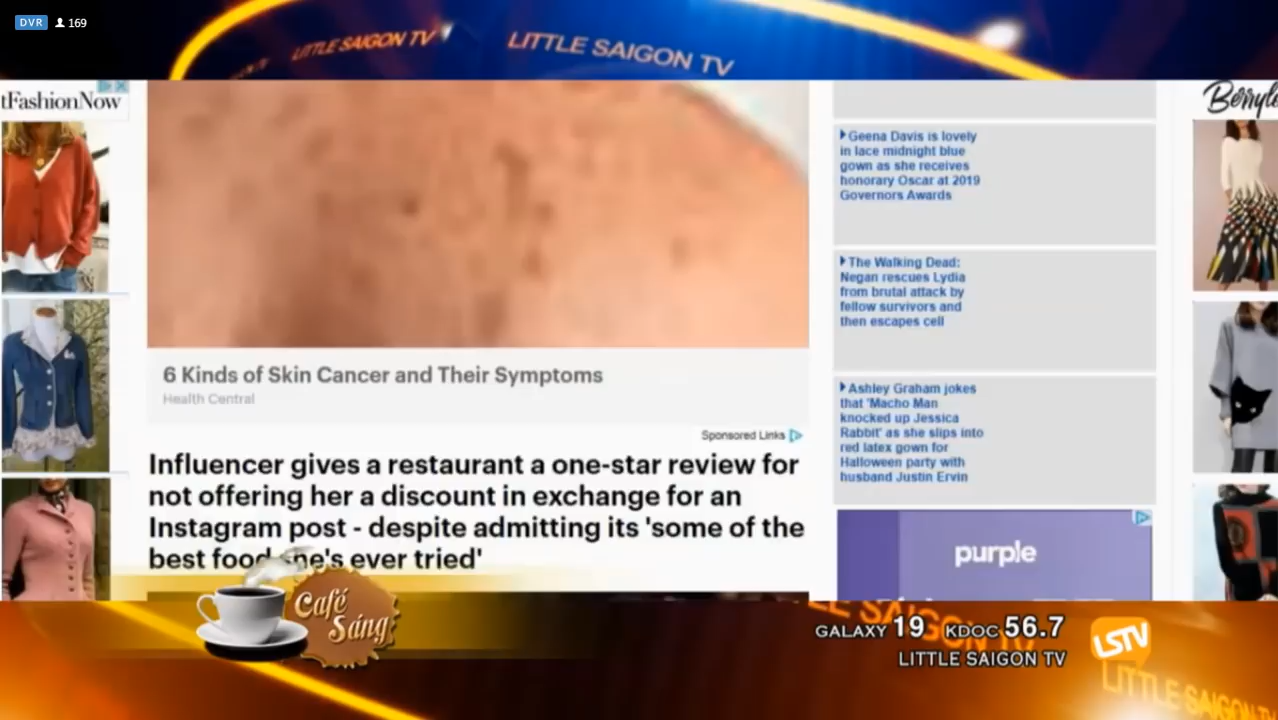 DVR 169
LITTLE SAIGON TV
LITTLE SAIGON TV
tFashionNow
6 Kinds of Skin Cancer and Their Symptoms
Health Central
Sponsored Links
Influencer gives a restaurant a one-star review for
not offering her a discount in exchange for an
Instagram post - despite admitting its 'some of the
best food she's ever tried'
Geena Davis is lovely
in lace midnight blue
gown as she receives
honorary Oscar at 2019
Governors Awards
The Walking Dead:
Negan rescues Lydia
from brutal attack by
fellow survivors and
then escapes cell
Ashley Graham jokes
that 'Macho Man
knocked up Jessica
Rabbit' as she slips into
red latex gown for
Halloween party with
husband Justin Ervin
purple
Café
Sáng
LE SAIGON TV
GALAXY 19 KDOC 56.7
LITTLE SAIGON TV
LSTV
LITTLE SAIGON TV